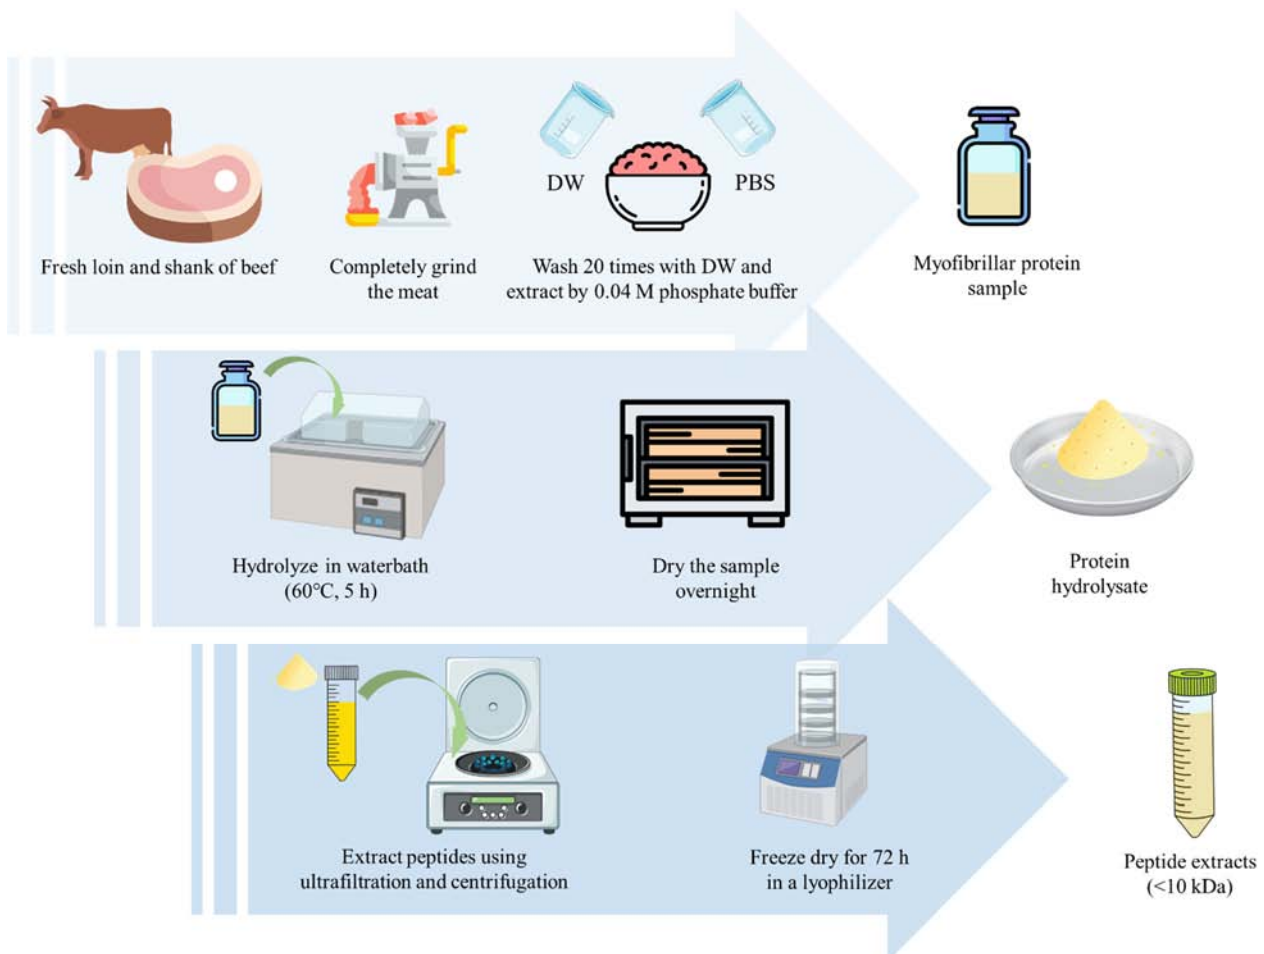 DW
PBS
Fresh loin and shank of beef
Completely grind
the meat
Wash 20 times with DW and
extract by 0.04 M phosphate buffer
Myofibrillar protein
sample
Hydrolyze in waterbath
(60℃, 5 h)
Dry the sample
overnight
Protein
hydrolysate
Extract peptides using
ultrafiltration and centrifugation
Freeze dry for 72 h
in a lyophilizer
Peptide extracts
(<10 kDa)